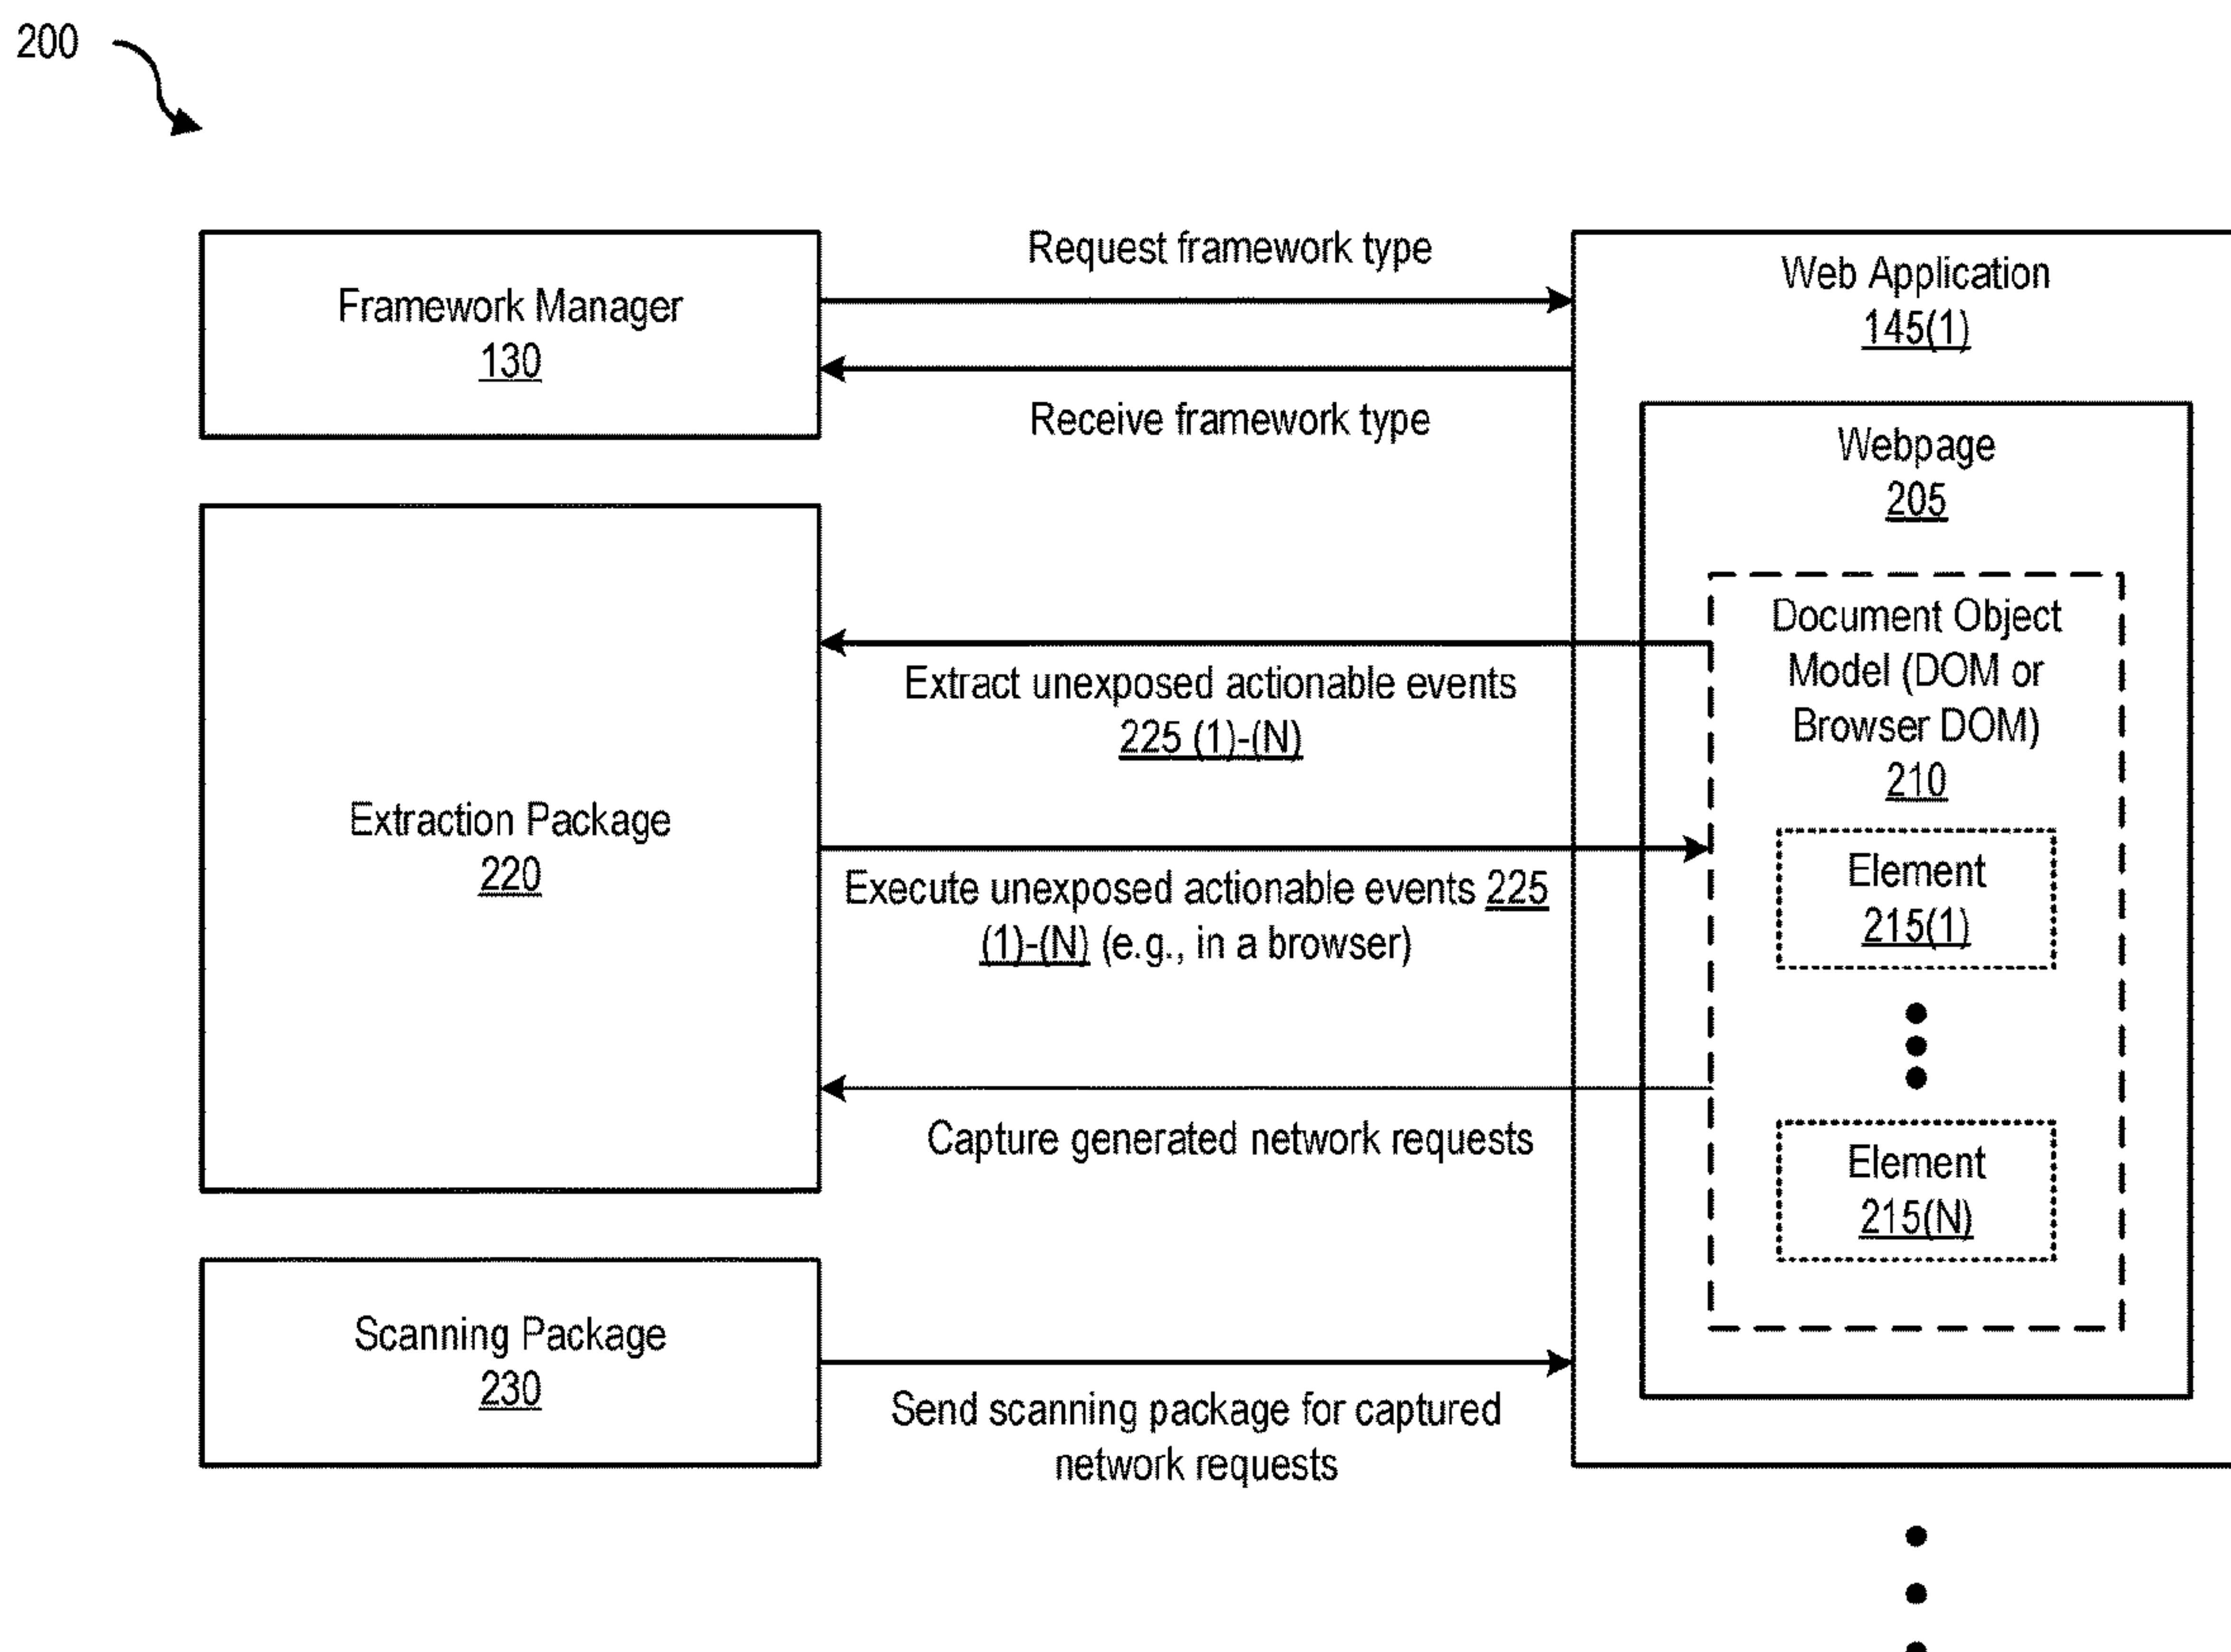 200
Framework Manager
130
Request framework type
Receive framework type
Web Application
145(1)
Webpage
205
Document Object
Model (DOM or
Browser DOM)
210
Element
215(1)
Element
215(N)
Extraction Package
220
Extract unexposed actionable events
225 (1)-(N)
Execute unexposed actionable events 225
(1)-(N) (e.g., in a browser)
Capture generated network requests
Scanning Package
230
Send scanning package for captured
network requests